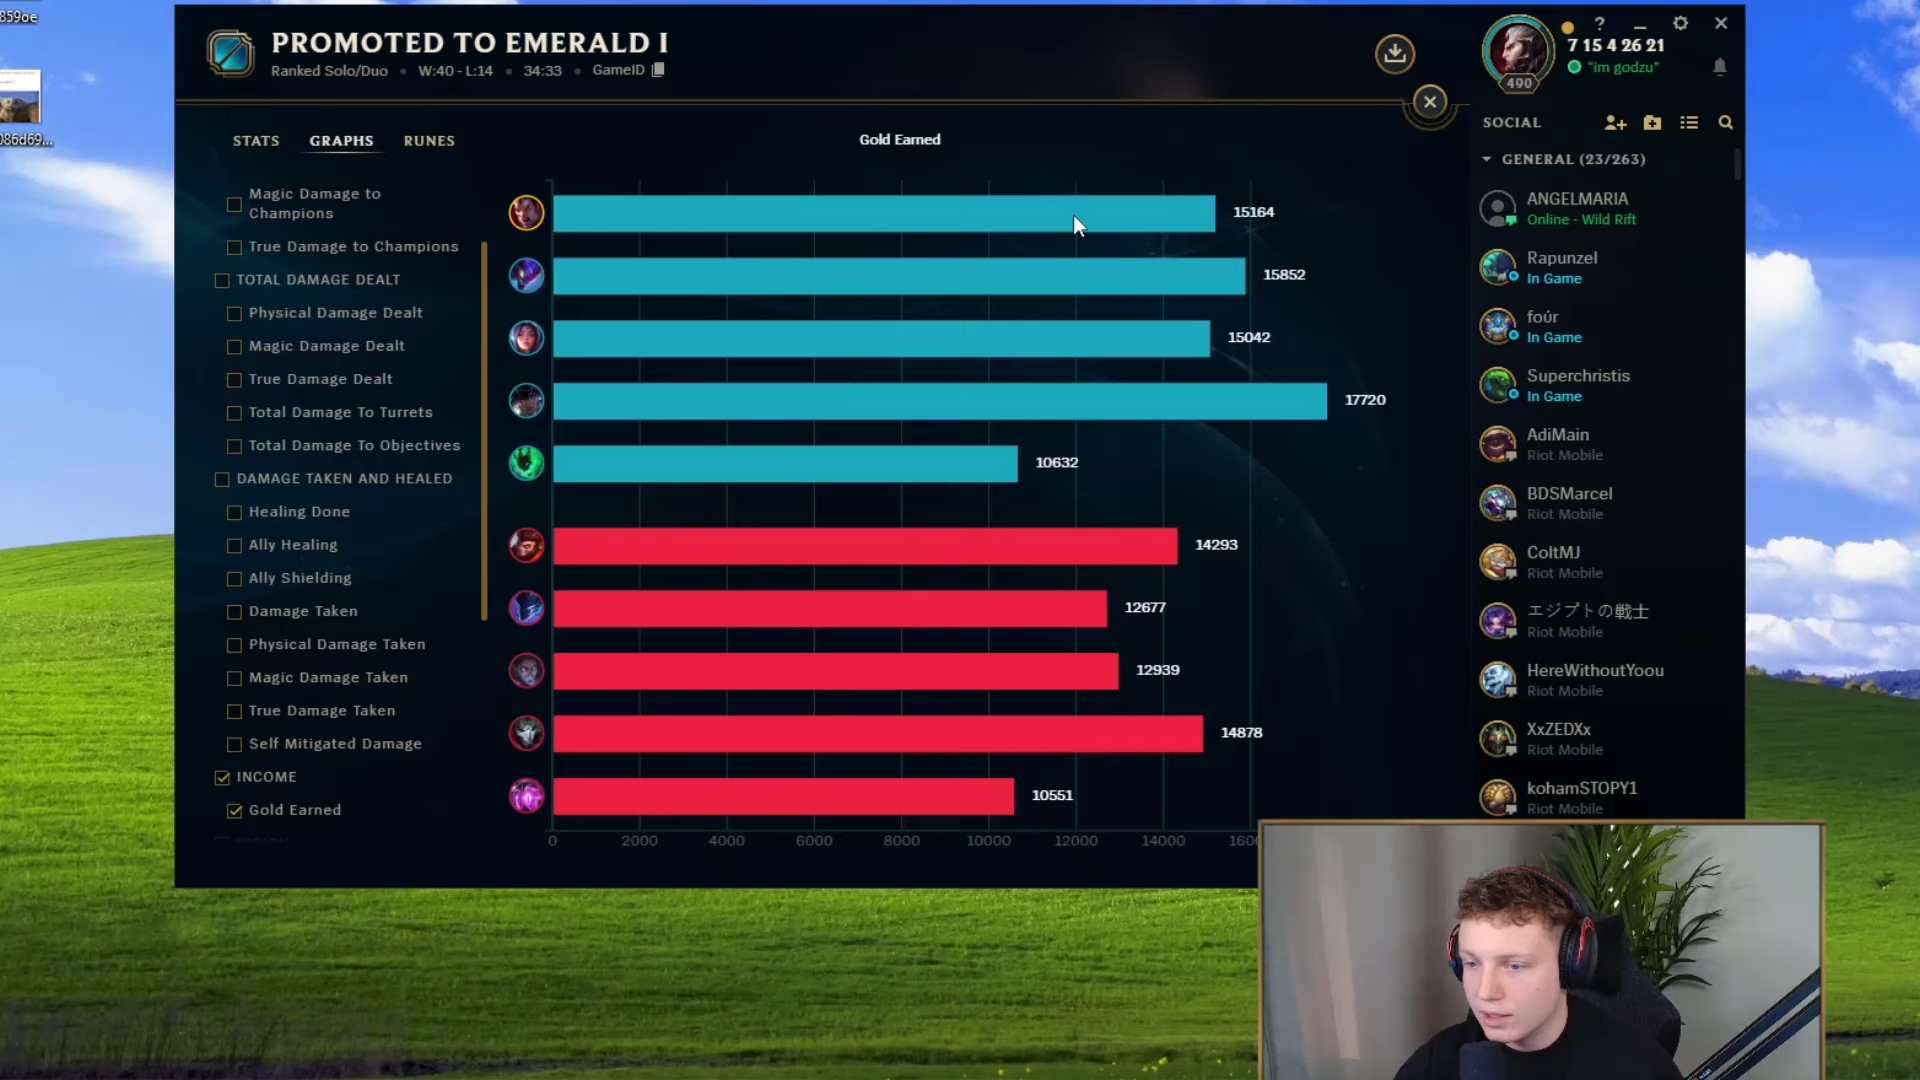 859oe
086d69...
PROMOTED TO EMERALD I
Ranked Solo/Duo • W:40 - L:14 • 34:33 • GameID
490
?
7 15 4 26 21
"im godzu"
STATS
GRAPHS
RUNES
Gold Earned
Magic Damage to
Champions
True Damage to Champions
TOTAL DAMAGE DEALT
Physical Damage Dealt
Magic Damage Dealt
True Damage Dealt
Total Damage To Turrets
Total Damage To Objectives
DAMAGE TAKEN AND HEALED
Healing Done
Ally Healing
Ally Shielding
Damage Taken
Physical Damage Taken
Magic Damage Taken
True Damage Taken
Self Mitigated Damage
INCOME
Gold Earned
15164
15852
15042
17720
10632
14293
12677
12939
14878
10551
0 2000 4000 6000 8000 10000 12000 14000 1600
SOCIAL
GENERAL (23/263)
ANGELMARIA
Online - Wild Rift
Rapunzel
In Game
foúr
In Game
Superchristis
In Game
AdiMain
Riot Mobile
BDSMarcel
Riot Mobile
ColtMJ
Riot Mobile
エジプトの戦士
Riot Mobile
HereWithoutYoou
Riot Mobile
XxZEDXx
Riot Mobile
kohamSTOPY1
Riot Mobile